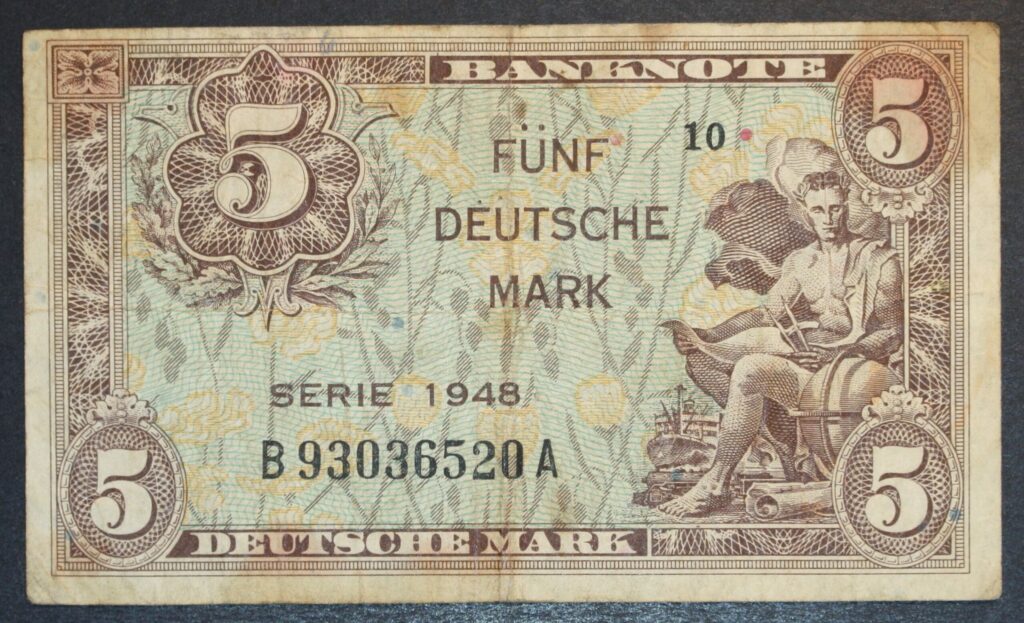 BANKNOTE
5
5
FÜNF
10
DEUTSCHE
MARK
SERIE 1948
B 93036520 A
5
5
DEUTSCHE MARK